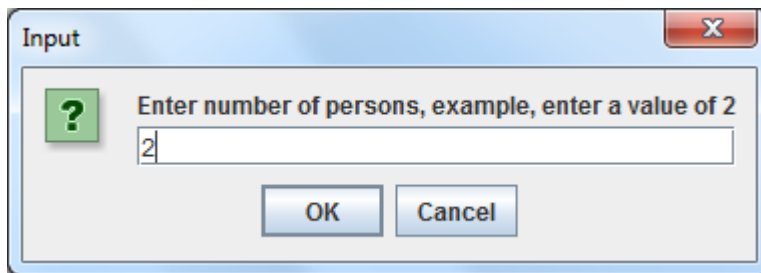 Input
X
?
Enter number of persons, example, enter a value of 2
2
OK Cancel